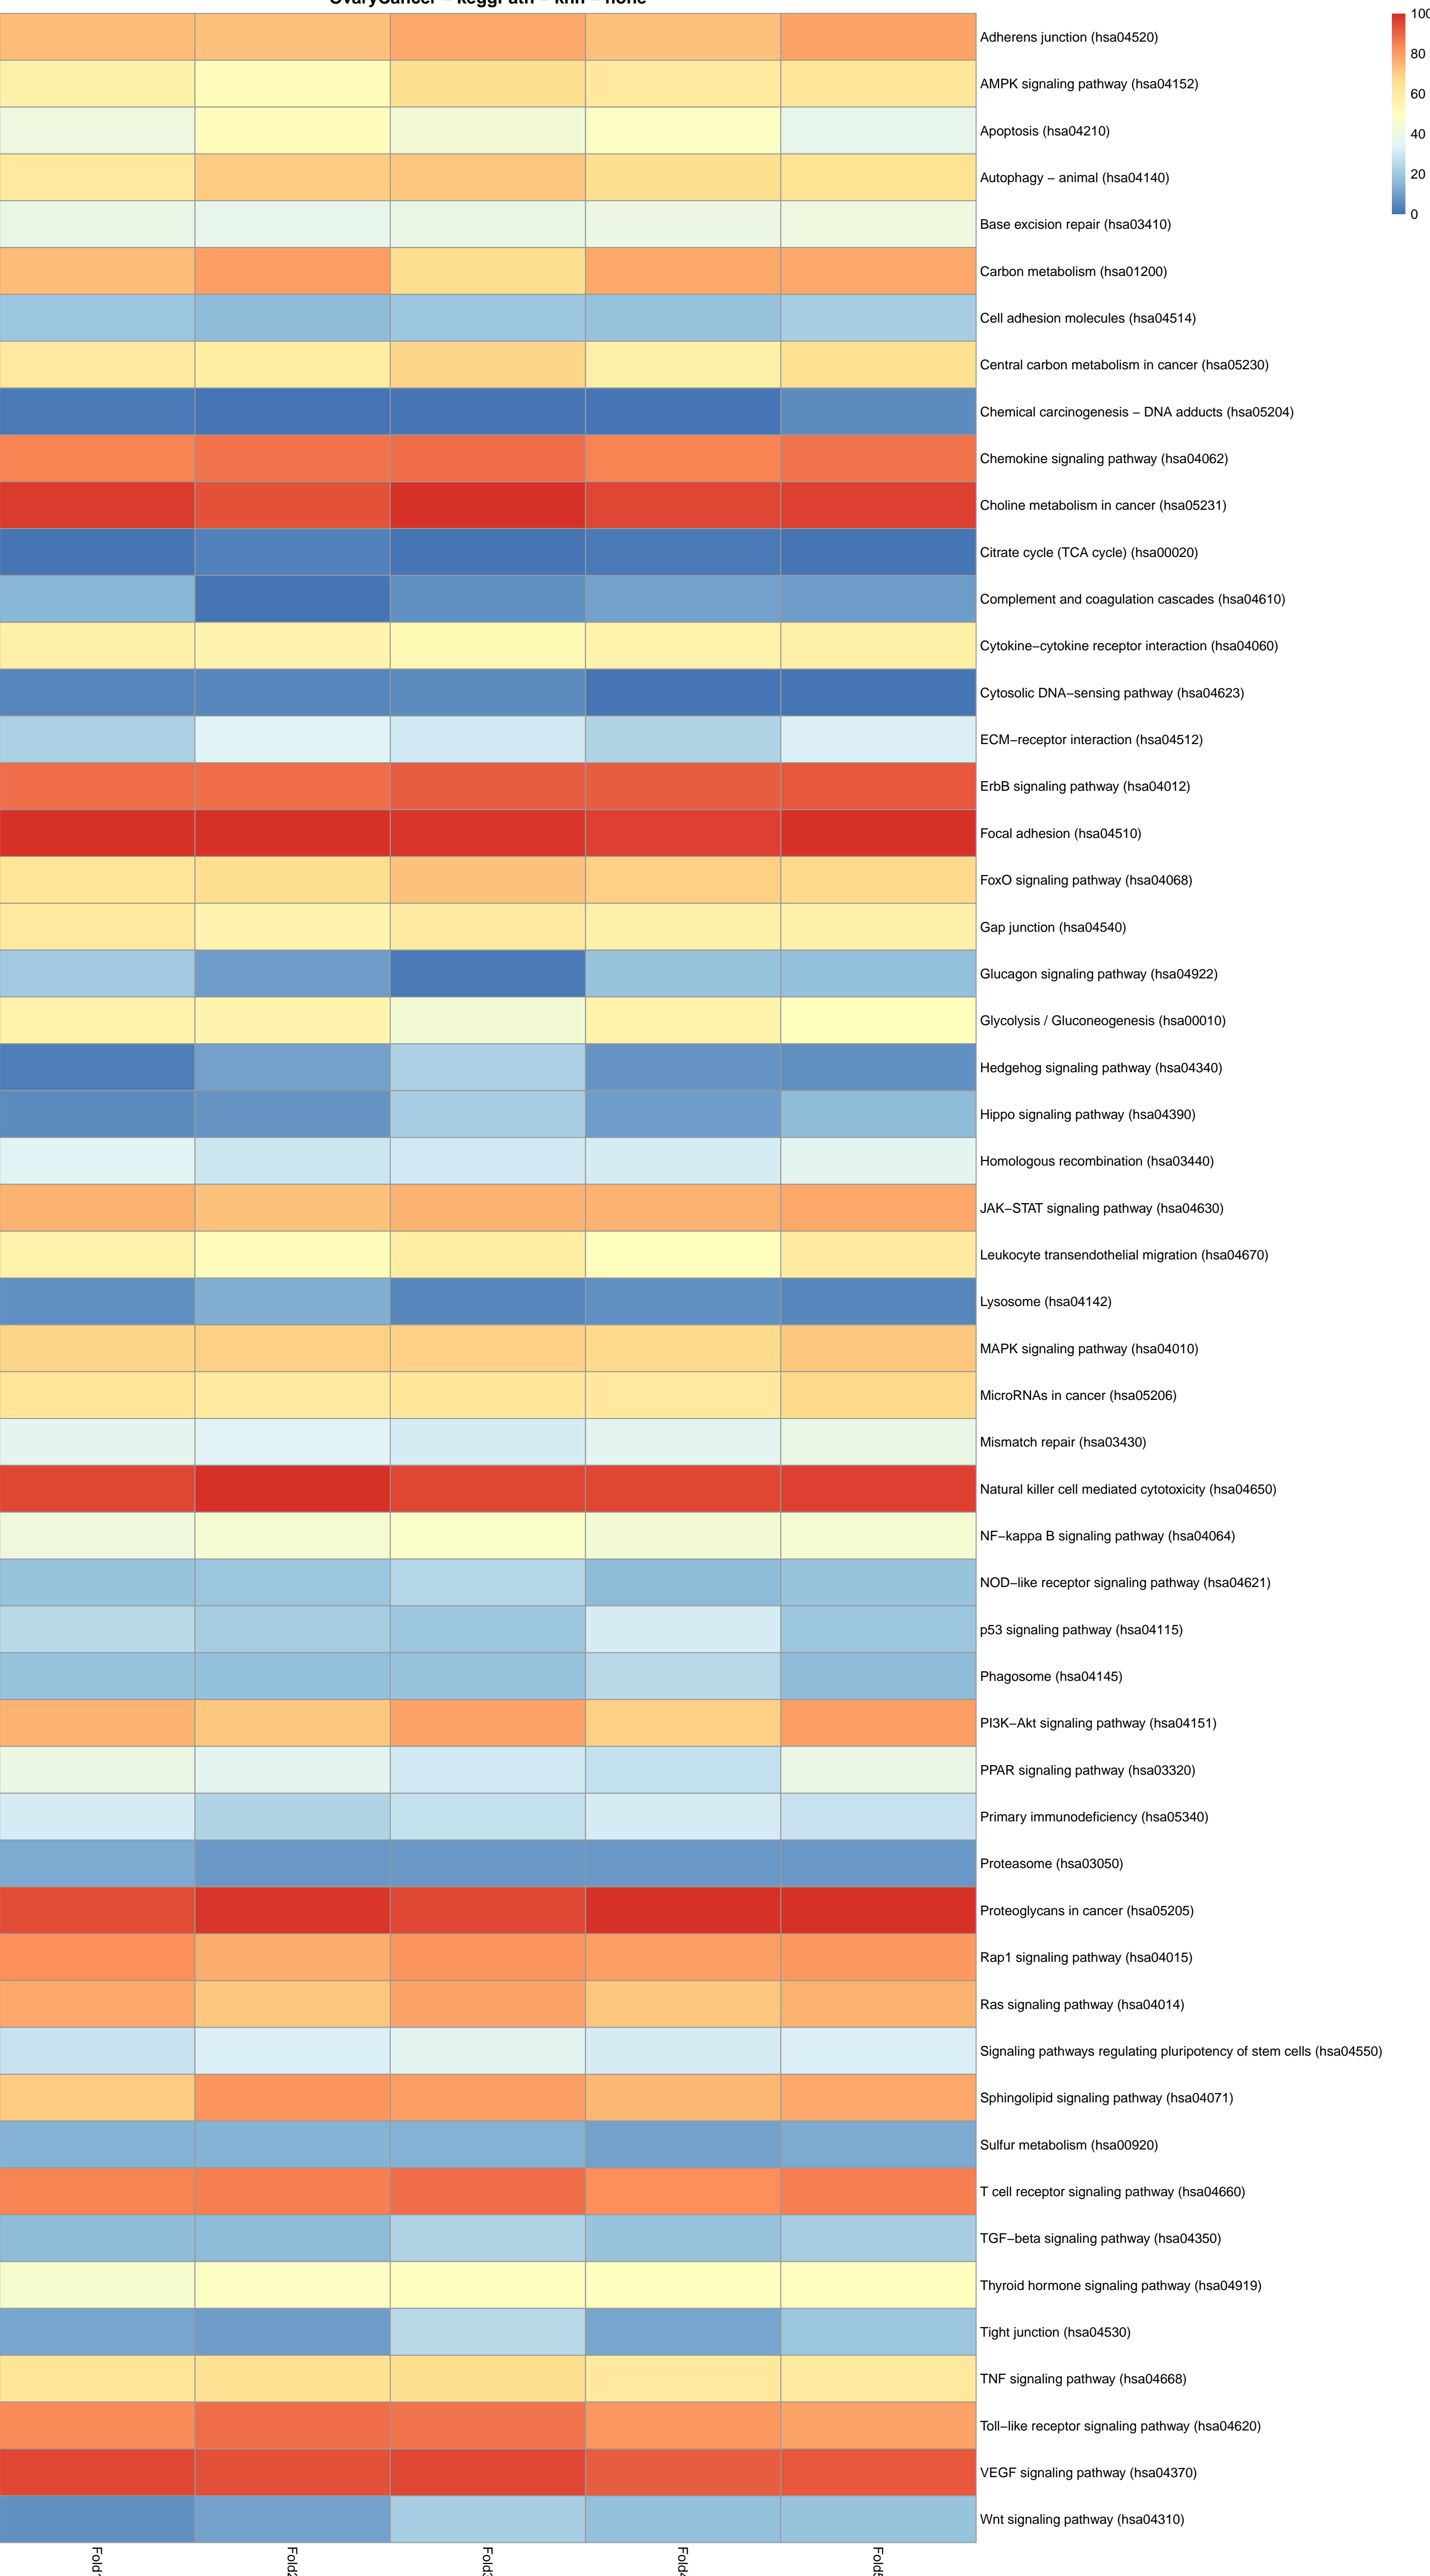 OvaryCancer – keggPath – knn – none
Adherens junction (hsa04520)
AMPK signaling pathway (hsa04152)
Apoptosis (hsa04210)
Autophagy – animal (hsa04140)
Base excision repair (hsa03410)
Carbon metabolism (hsa01200)
Cell adhesion molecules (hsa04514)
Central carbon metabolism in cancer (hsa05230)
Chemical carcinogenesis – DNA adducts (hsa05204)
Chemokine signaling pathway (hsa04062)
Choline metabolism in cancer (hsa05231)
Citrate cycle (TCA cycle) (hsa00020)
Complement and coagulation cascades (hsa04610)
Cytokine–cytokine receptor interaction (hsa04060)
Cytosolic DNA–sensing pathway (hsa04623)
ECM–receptor interaction (hsa04512)
ErbB signaling pathway (hsa04012)
Focal adhesion (hsa04510)
FoxO signaling pathway (hsa04068)
Gap junction (hsa04540)
Glucagon signaling pathway (hsa04922)
Glycolysis / Gluconeogenesis (hsa00010)
Hedgehog signaling pathway (hsa04340)
Hippo signaling pathway (hsa04390)
Homologous recombination (hsa03440)
JAK–STAT signaling pathway (hsa04630)
Leukocyte transendothelial migration (hsa04670)
Lysosome (hsa04142)
MAPK signaling pathway (hsa04010)
MicroRNAs in cancer (hsa05206)
Mismatch repair (hsa03430)
Natural killer cell mediated cytotoxicity (hsa04650)
NF–kappa B signaling pathway (hsa04064)
NOD–like receptor signaling pathway (hsa04621)
p53 signaling pathway (hsa04115)
Phagosome (hsa04145)
PI3K–Akt signaling pathway (hsa04151)
PPAR signaling pathway (hsa03320)
Primary immunodeficiency (hsa05340)
Proteasome (hsa03050)
Proteoglycans in cancer (hsa05205)
Rap1 signaling pathway (hsa04015)
Ras signaling pathway (hsa04014)
Signaling pathways regulating pluripotency of stem cells (hsa04550)
Sphingolipid signaling pathway (hsa04071)
Sulfur metabolism (hsa00920)
T cell receptor signaling pathway (hsa04660)
TGF–beta signaling pathway (hsa04350)
Thyroid hormone signaling pathway (hsa04919)
Tight junction (hsa04530)
TNF signaling pathway (hsa04668)
Toll–like receptor signaling pathway (hsa04620)
VEGF signaling pathway (hsa04370)
Wnt signaling pathway (hsa04310)
100
80
60
40
20
0
Fold1
Fold2
Fold3
Fold4
Fold5